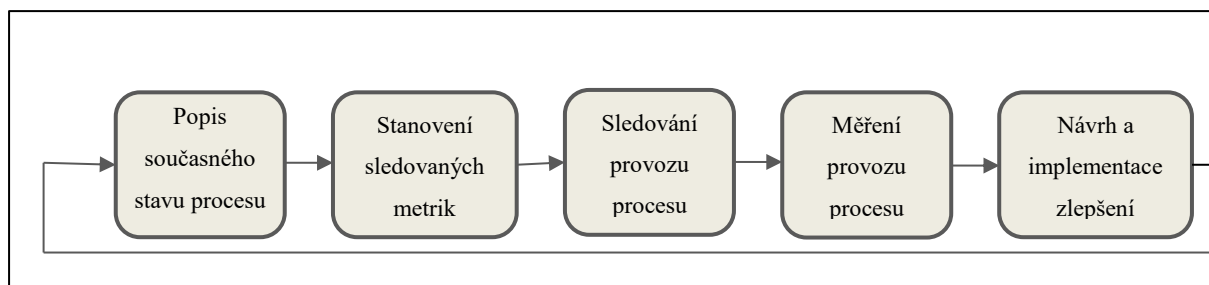 Popis
současného
stavu procesu
Stanovení
sledovaných
metrik
Sledování
provozu
procesu
Měření
provozu
procesu
Návrh a
implementace
zlepšení